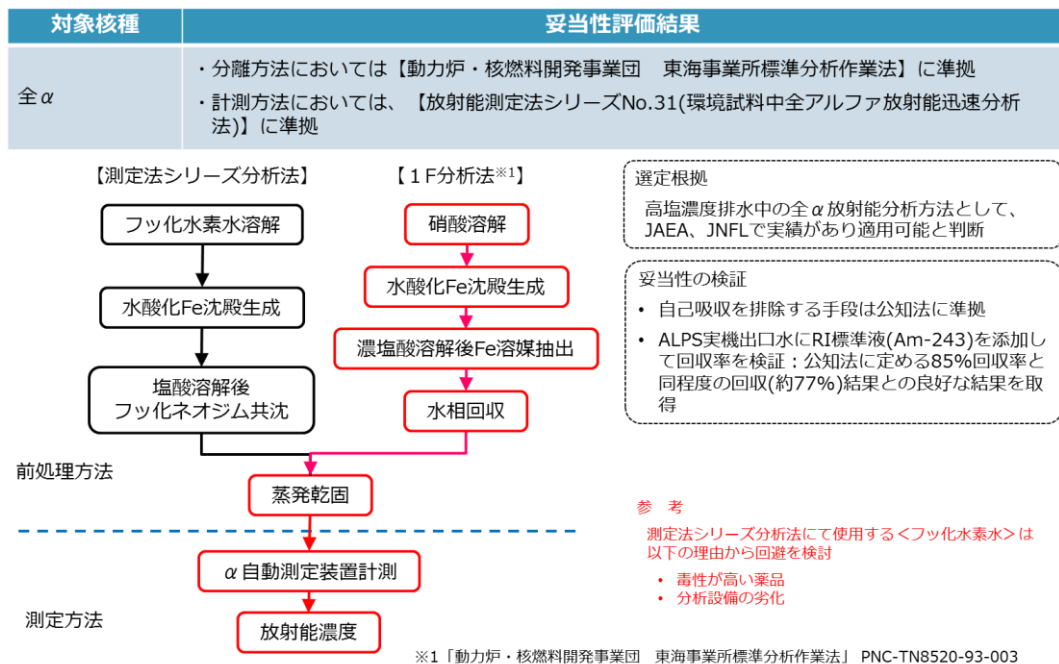 対象核種
妥当性評価結果
全α
・分離方法においては【動力炉・核燃料開発事業団　東海事業所標準分析作業法】に準拠
・計測方法においては、【放射能測定法シリーズNo.31(環境試料中全アルファ放射能迅速分析
法)】に準拠
【測定法シリーズ分析法】
フッ化水素水溶解
水酸化Fe沈殿生成
塩酸溶解後
フッ化ネオジム共沈
【１F分析法※1】
硝酸溶解
水酸化Fe沈殿生成
濃塩酸溶解後Fe溶媒抽出
水相回収
前処理方法
蒸発乾固
α自動測定装置計測
測定方法
放射能濃度
選定根拠
高塩濃度排水中の全α放射能分析方法として、
JAEA、JNFLで実績があり適用可能と判断
妥当性の検証
• 自己吸収を排除する手段は公知法に準拠
• ALPS実機出口水にRI標準液(Am-243)を添加し
て回収率を検証：公知法に定める85%回収率と
同程度の回収(約77%)結果との良好な結果を取
得
参　考
測定法シリーズ分析法にて使用する＜フッ化水素水＞は
以下の理由から回避を検討
• 毒性が高い薬品
• 分析設備の劣化
※1「動力炉・核燃料開発事業団　東海事業所標準分析作業法」 PNC-TN8520-93-003